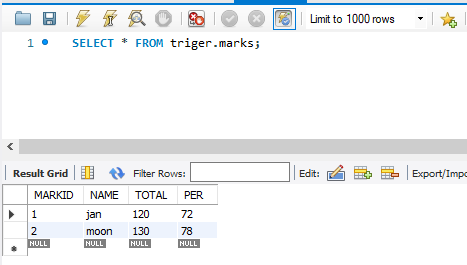 Limit to 1000 rows
1 SELECT * FROM triger.marks;
Result Grid Filter Rows: Edit: Export/Impo
MARKID NAME TOTAL PER
1 jan 120 72
2 moon 130 78
NULL NULL NULL NULL